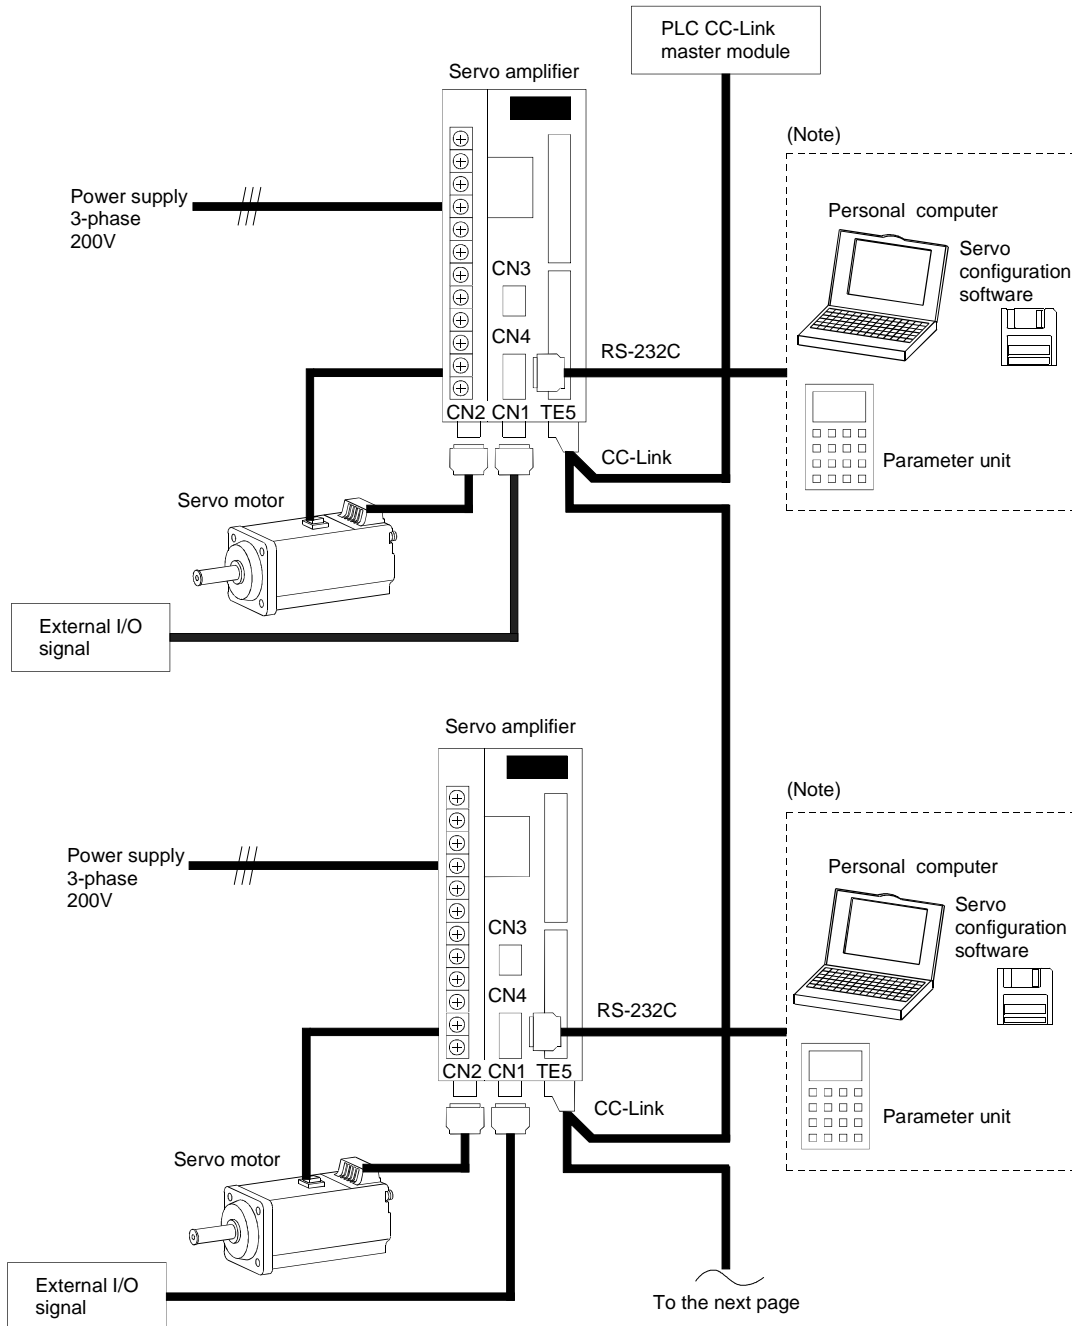 PLC CC-Link
master module
Servo amplifier
(Note)
Power supply
3-phase
200V
Personal computer
Servo
configuration
software
CN3
CN4
RS-232C
CN2 CN1 TE5
CC-Link
Parameter unit
Servo motor
External I/O
signal
Servo amplifier
(Note)
Power supply
3-phase
200V
Personal computer
Servo
configuration
software
CN3
CN4
RS-232C
CN2 CN1 TE5
CC-Link
Parameter unit
Servo motor
External I/O
signal
To the next page